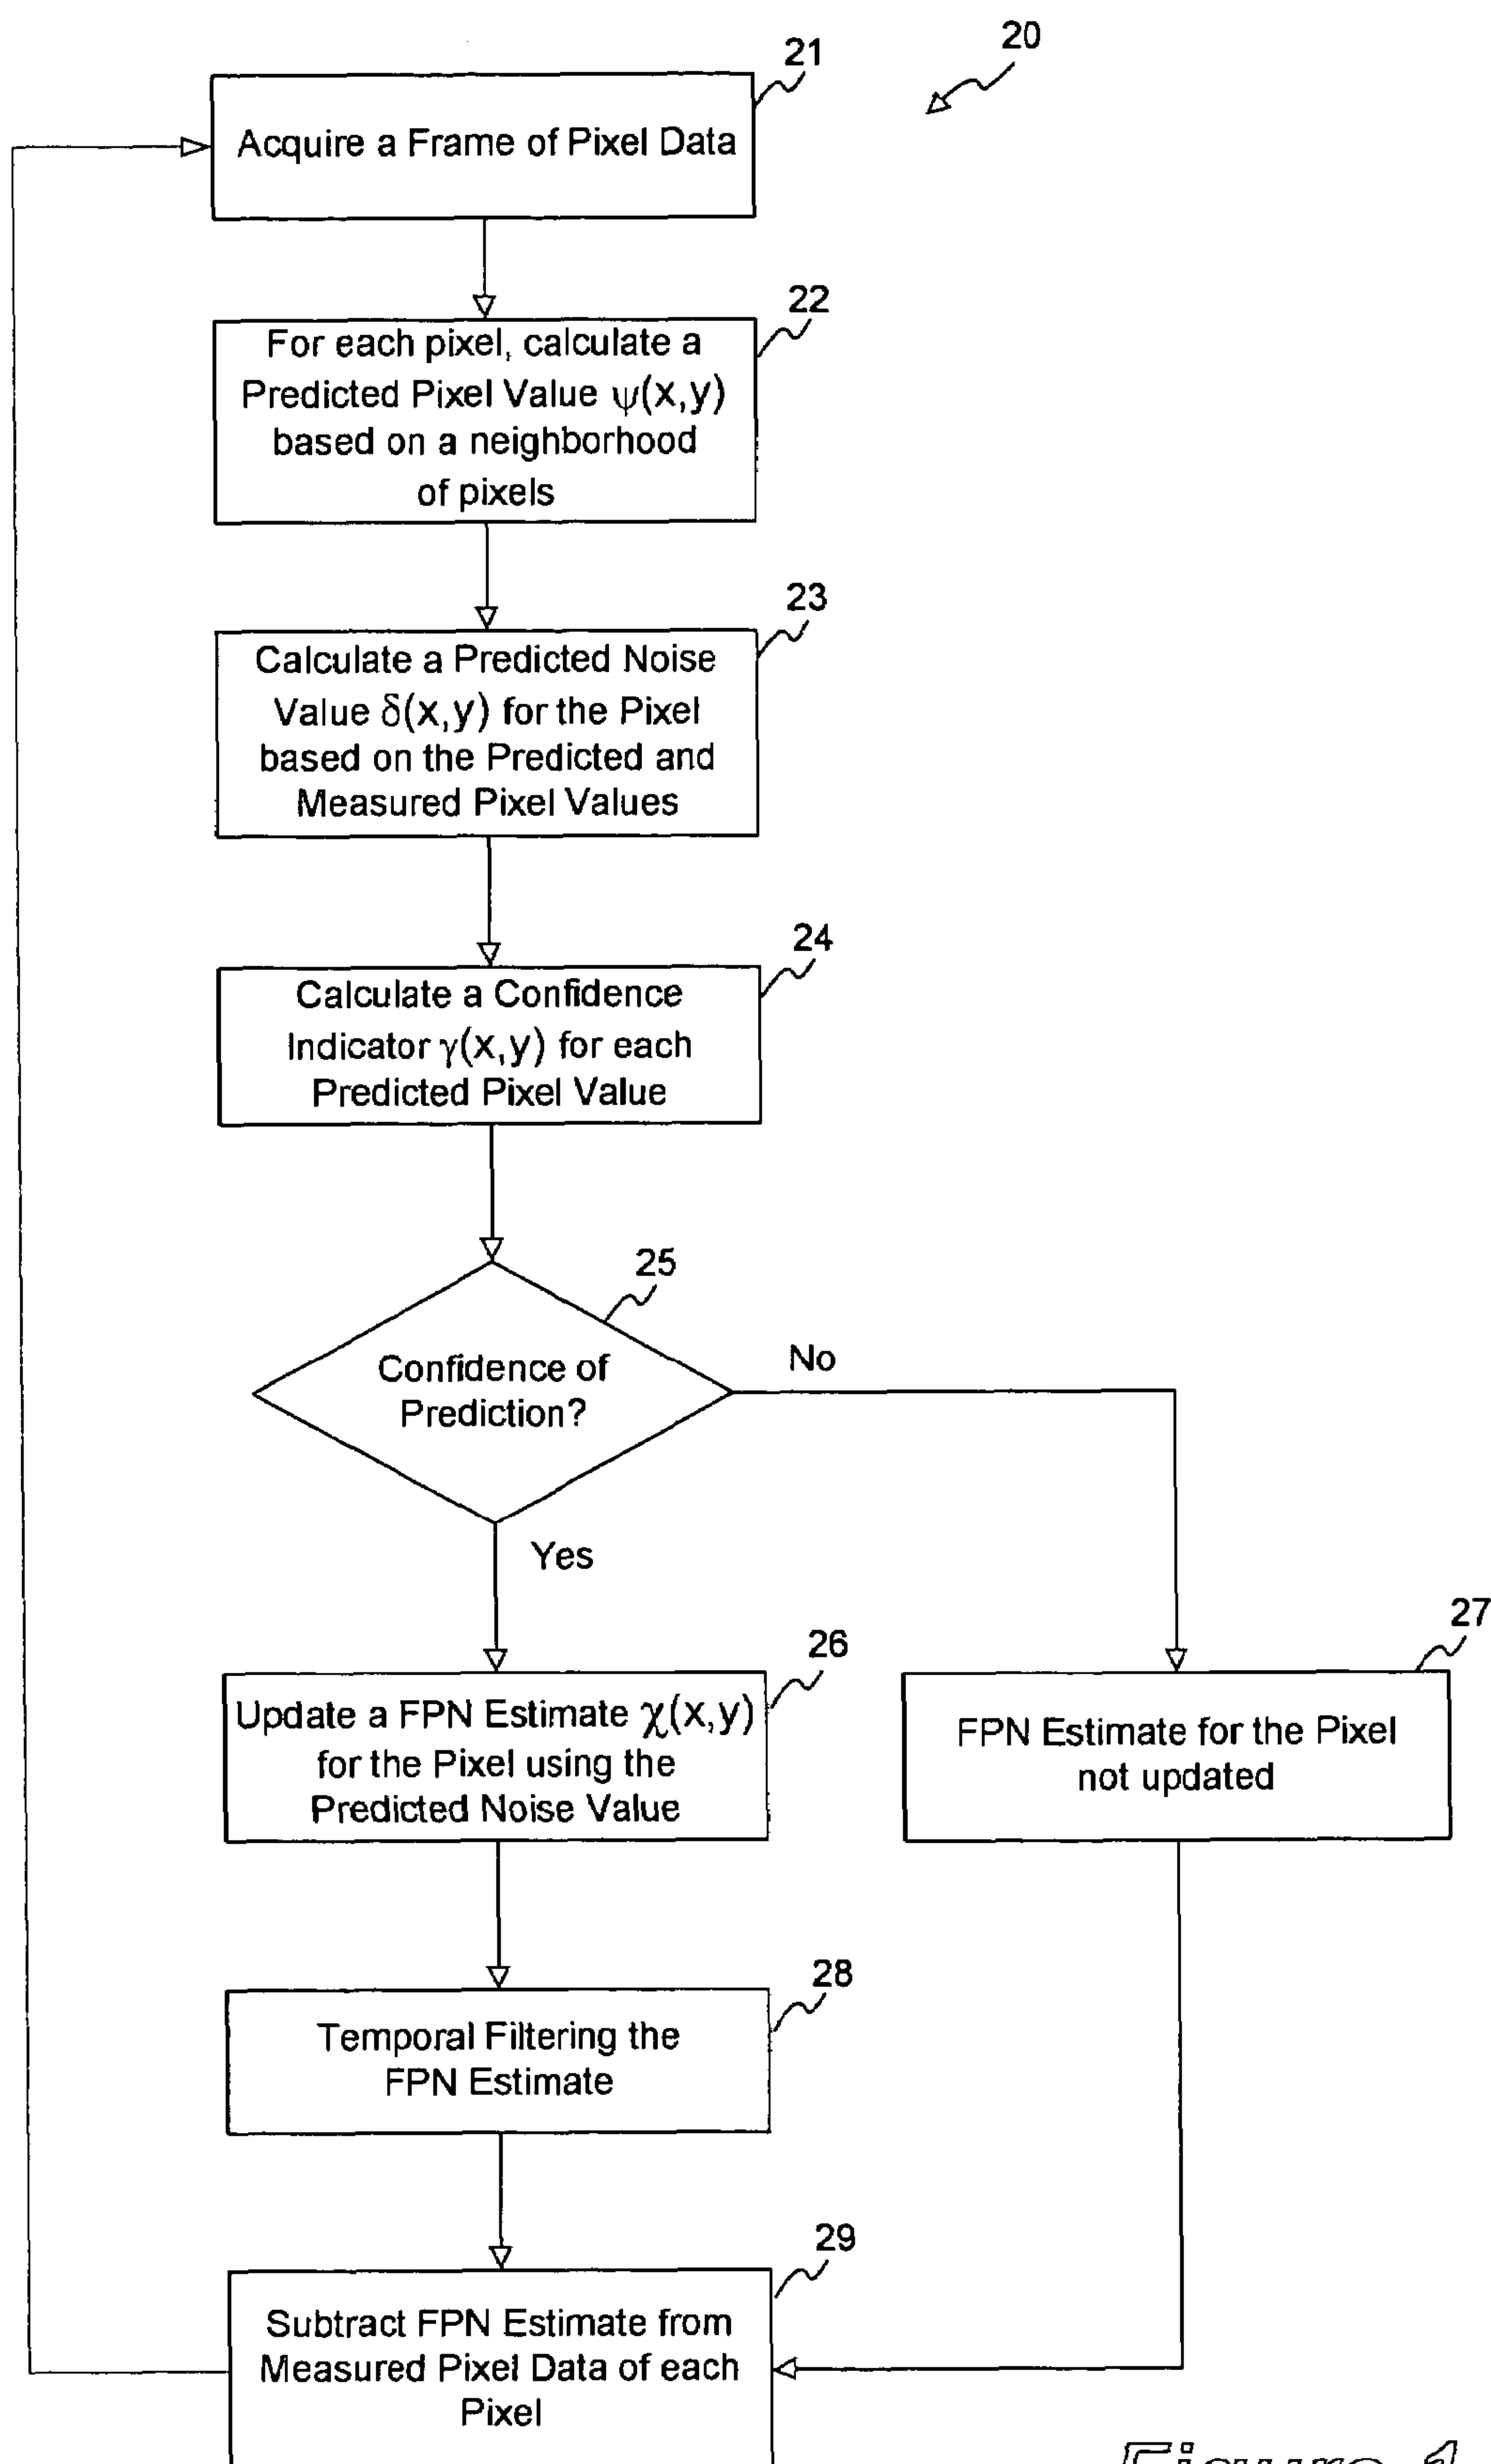 20
21
Acquire a Frame of Pixel Data
22
For each pixel, calculate a
Predicted Pixel Value ψ(x,y)
based on a neighborhood
of pixels
23
Calculate a Predicted Noise
Value δ(x,y) for the Pixel
based on the Predicted and
Measured Pixel Values
24
Calculate a Confidence
Indicator γ(x,y) for each
Predicted Pixel Value
25
Confidence of
Prediction?
No
Yes
26
Update a FPN Estimate χ(x,y)
for the Pixel using the
Predicted Noise Value
27
FPN Estimate for the Pixel
not updated
28
Temporal Filtering the
FPN Estimate
29
Subtract FPN Estimate from
Measured Pixel Data of each
Pixel
Figure 1